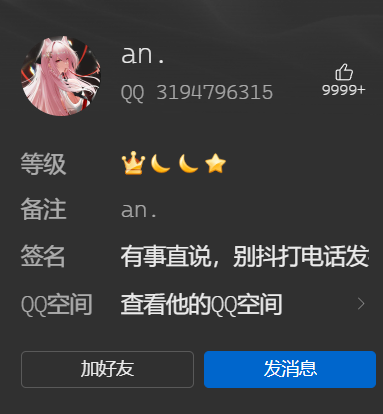 an.
QQ 3194796315
9999+
等级
备注 an.
签名 有事直说，别抖打电话发
QQ空间 查看他的QQ空间
加好友 发消息